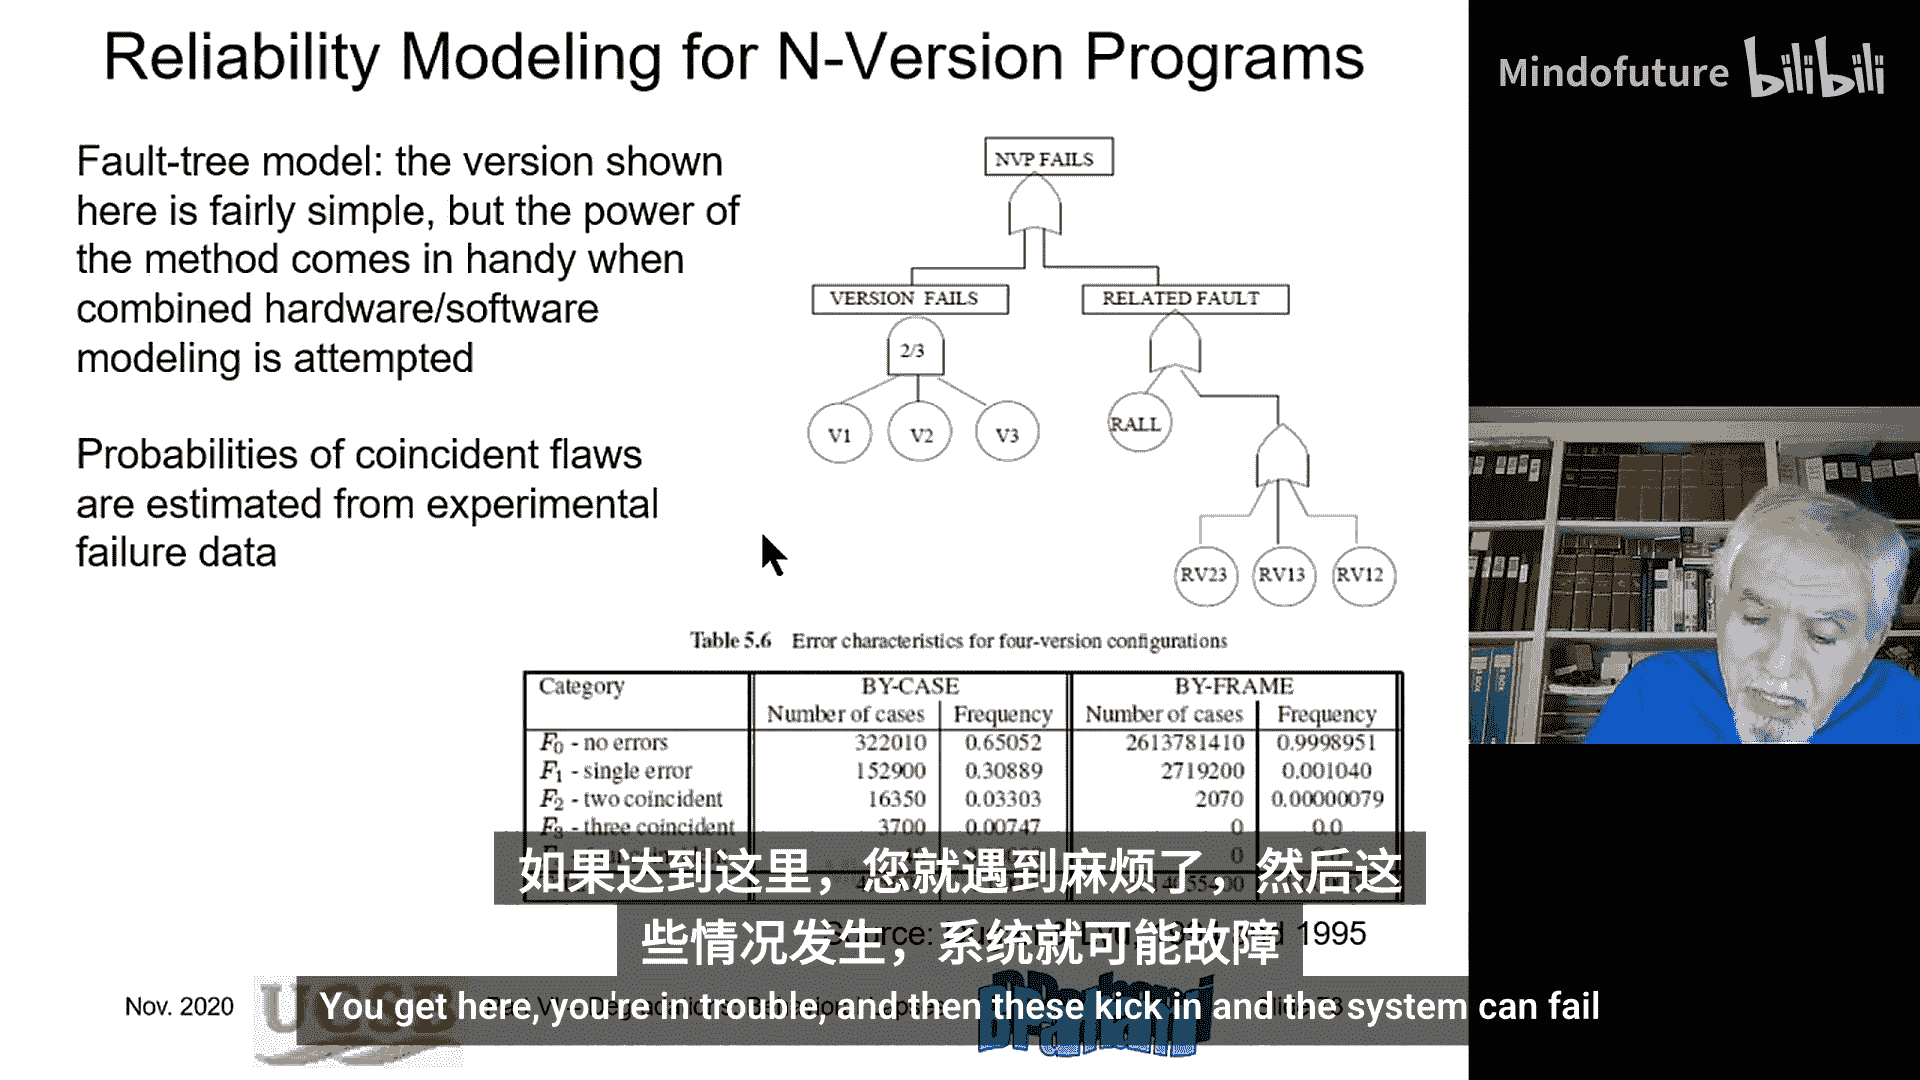 Reliability Modeling for N-Version Programs
Mindofuture bilibili
Fault-tree model: the version shown
here is fairly simple, but the power of
the method comes in handy when
combined hardware/software
modeling is attempted
Probabilities of coincident flaws
are estimated from experimental
failure data
NVP FAILS
VERSION FAILS
RELATED FAULT
2/3
V1
V2
V3
RALL
RV23
RV13
RV12
Table 5.6 Error characteristics for four-version configurations
Category BY-CASE BY-FRAME
Number of cases Frequency Number of cases Frequency
F0 - no errors 322010 0.65052 2613781410 0.9998951
F1 - single error 152900 0.30889 2719200 0.001040
F2 - two coincident 16350 0.03303 2070 0.00000079
F3 - three coincident 3700 0.00747 0 0.0
0
如果达到这里，您就遇到麻烦了，然后这
些情况发生，系统就可能故障
1995
Nov. 2020
UCSB
B. Parhami
You get here, you're in trouble, and then these kick in and the system can fail